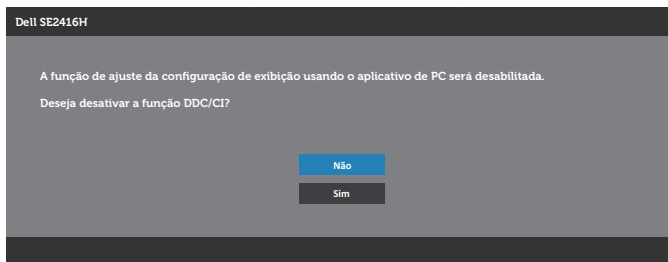 Dell SE2416H
A função de ajuste da configuração de exibição usando o aplicativo de PC será desabilitada.
Deseja desativar a função DDC/CI?
Não
Sim